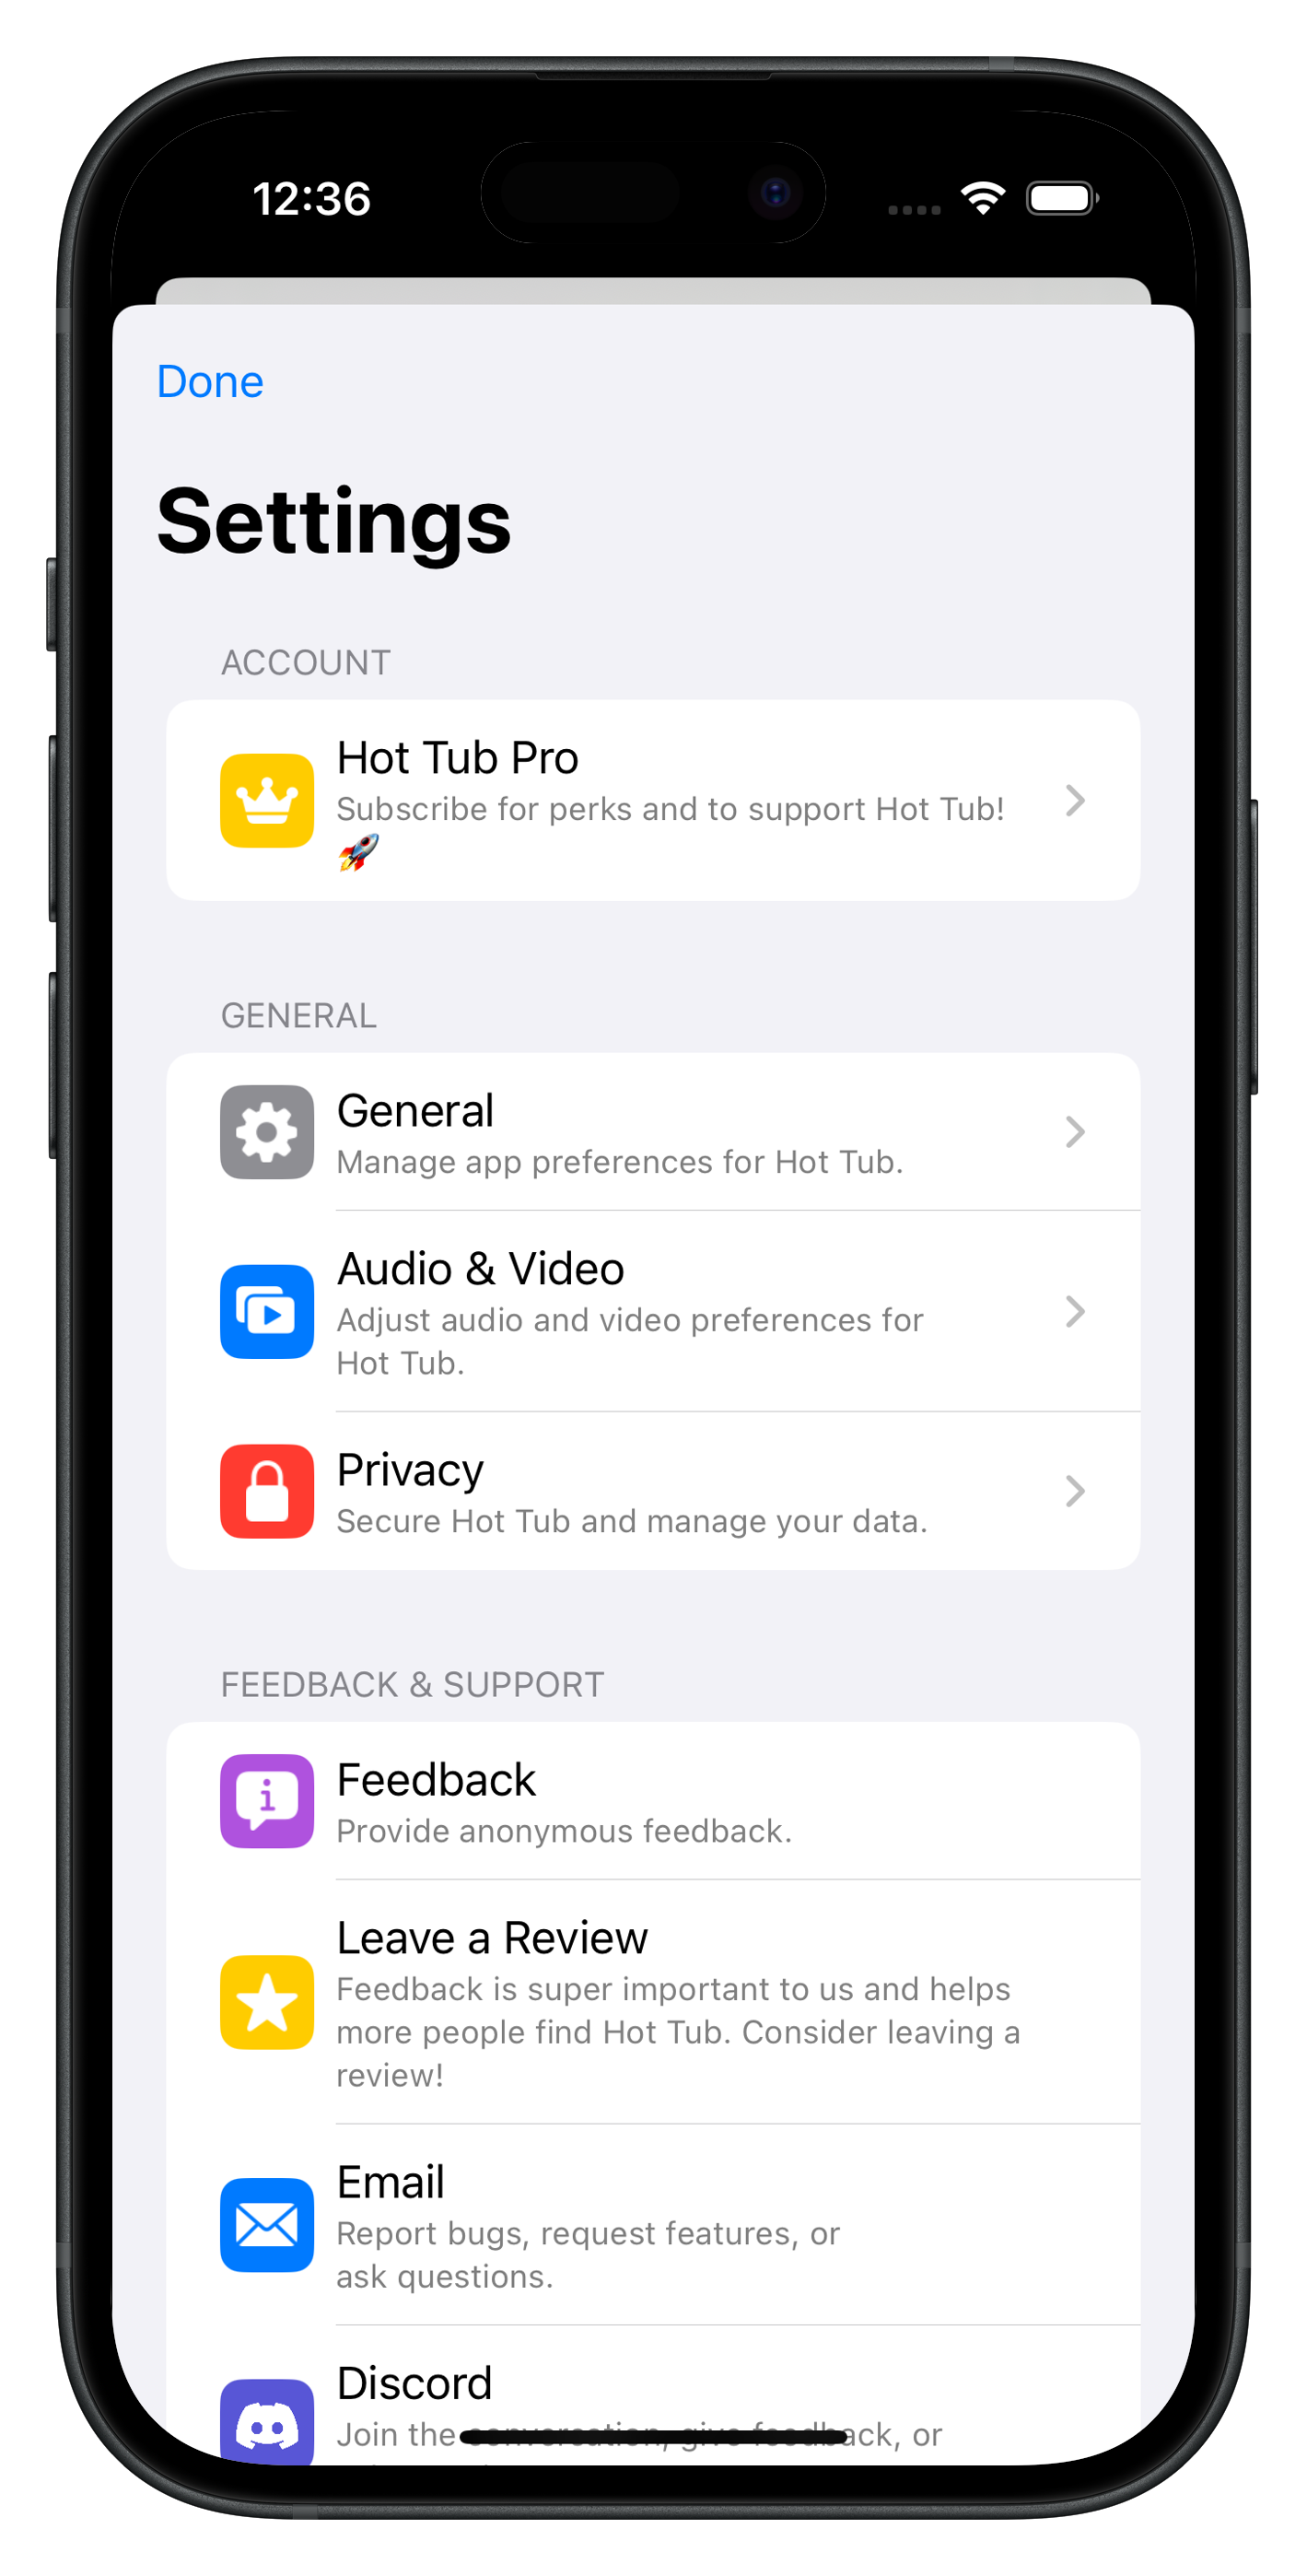 12:36
Done
Settings
ACCOUNT
Hot Tub Pro
Subscribe for perks and to support Hot Tub!
🚀
GENERAL
General
Manage app preferences for Hot Tub.
Audio & Video
Adjust audio and video preferences for
Hot Tub.
Privacy
Secure Hot Tub and manage your data.
FEEDBACK & SUPPORT
Feedback
Provide anonymous feedback.
Leave a Review
Feedback is super important to us and helps
more people find Hot Tub. Consider leaving a
review!
Email
Report bugs, request features, or
ask questions.
Discord
Join the conversation, give feedback, or